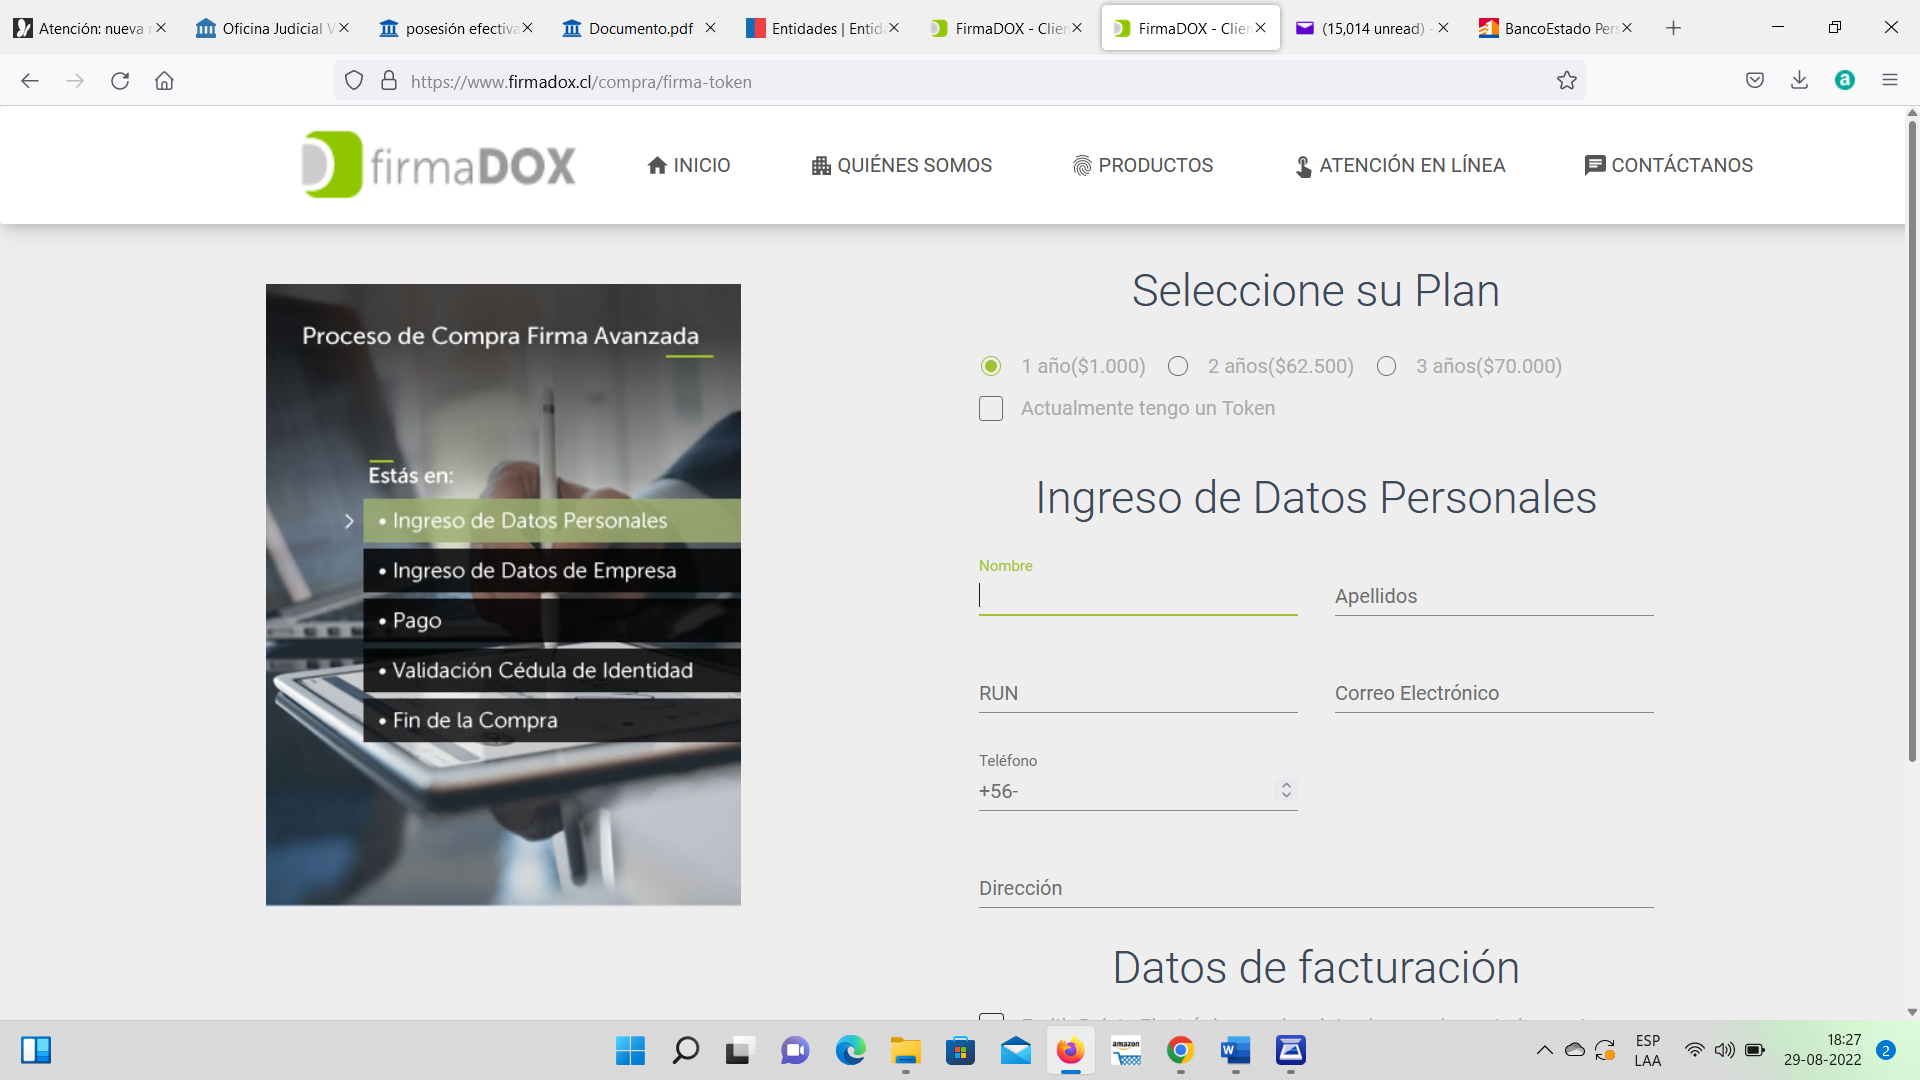 Atención: nueva
Oficina Judicial V
posesión efectiva
Documento.pdf
Entidades | Entid
FirmaDOX - Clien
FirmaDOX - Clien
(15,014 unread) -
BancoEstado Per
https://www.firmadox.cl/compra/firma-token
firmaDOX
INICIO
QUIÉNES SOMOS
PRODUCTOS
ATENCIÓN EN LÍNEA
CONTÁCTANOS
Proceso de Compra Firma Avanzada
Estás en:
• Ingreso de Datos Personales
• Ingreso de Datos de Empresa
• Pago
• Validación Cédula de Identidad
• Fin de la Compra
Seleccione su Plan
1 año($1.000) 2 años($62.500) 3 años($70.000)
Actualmente tengo un Token
Ingreso de Datos Personales
Nombre
Apellidos
RUN
Correo Electrónico
Teléfono
+56-
Dirección
Datos de facturación
amazon
ESP
LAA
18:27
29-08-2022
2